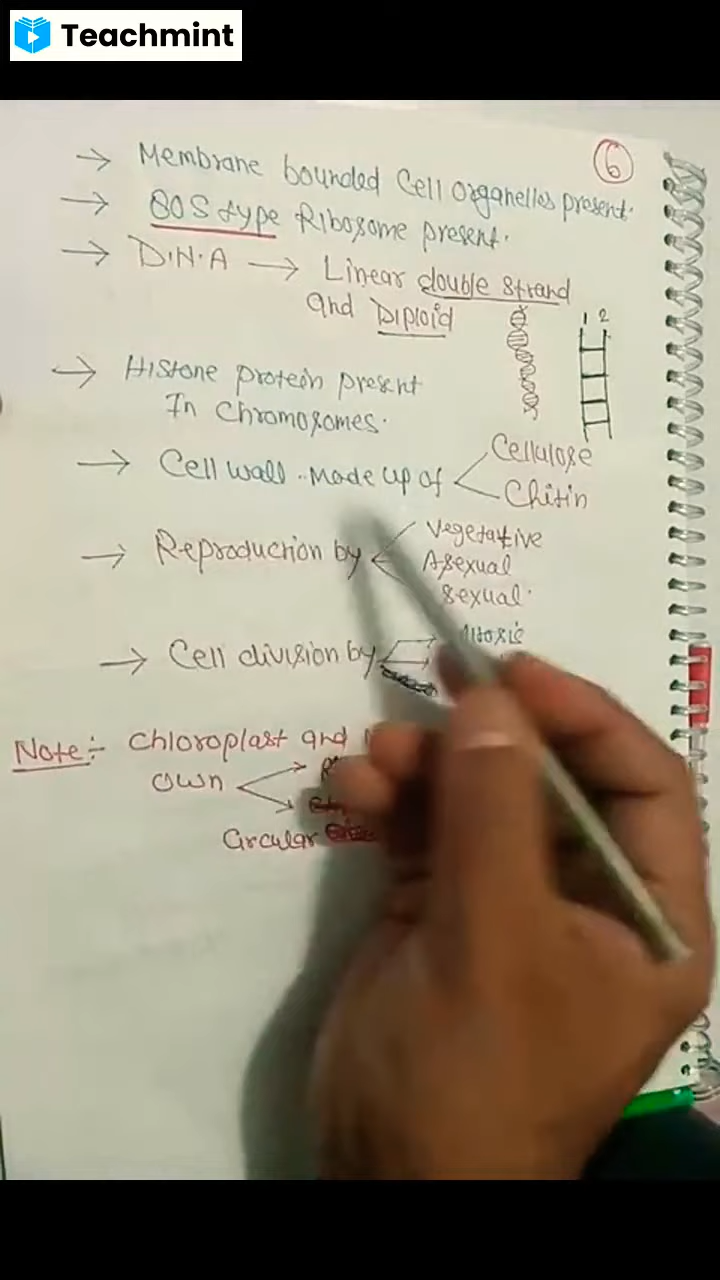 Teachmint
6
→ Membrane bounded Cell organelles present.
→ 80S type Ribosome present.
→ D.N.A → Linear double strand
and Diploid
1 2
→ Histone protein present
In Chromosomes.
→ Cell wall .. Made up of Cellulose
Chitin
→ Reproduction by Vegetative
Asexual
Sexual.
→ Cell division by
Note:- Chloroplast and
own
Circular